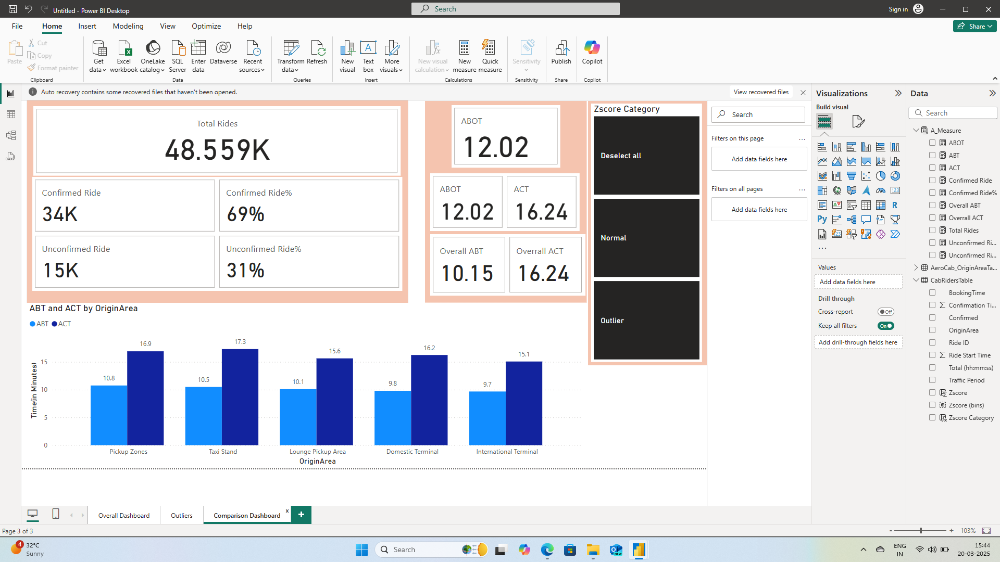 Untitled - Power BI Desktop
Search
Sign in
File
Home
Insert
Modeling
View
Optimize
Help
Share
Paste
Cut
Copy
Format painter
Clipboard
Get data
Excel workbook
OneLake catalog
SQL Server
Enter data
Dataverse
Recent sources
Data
Transform data
Refresh
Queries
New visual
Text box
More visuals
Insert
New visual calculation
New measure
Quick measure
Calculations
Sensitivity
Sensitivity
Publish
Share
Copilot
Copilot
Auto recovery contains some recovered files that haven't been opened.
View recovered files
Total Rides
48.559K
Confirmed Ride
34K
Confirmed Ride%
69%
Unconfirmed Ride
15K
Unconfirmed Ride%
31%
ABOT
12.02
ABOT
12.02
ACT
16.24
Overall ABT
10.15
Overrall ACT
16.24
Zscore Category
Deselect all
Normal
Outlier
ABT and ACT by OriginArea
ABT ACT
Time(in Minutes)
15
10
5
0
10.8
16.9
10.5
17.3
10.1
15.6
9.8
16.2
9.7
15.1
Pickup Zones
Taxi Stand
Lounge Pickup Area
Domestic Terminal
International Terminal
OriginArea
Search
Filters on this page
...
Add data fields here
Filters on all pages
...
Add data fields here
Visualizations
Build visual
123
R
Py
123
...
Values
Add data fields here
Drill through
Cross-report
Off
Keep all filters
On
Add drill-through fields here
Data
Search
A_Measure
ABOT
ABT
ACT
Confirmed Ride
Confirmed Ride%
Overall ABT
Overrall ACT
Total Rides
Unconfirmed Ri...
Unconfirmed Ri...
AeroCab_OriginAreaTa...
CabRidersTable
BookingTime
Confirmation Ti...
Confirmed
OriginArea
Ride ID
Ride Start Time
Total (hh:mm:ss)
Traffic Period
Zscore
Zscore (bins)
Zscore Category
Overall Dashboard
Outliers
Comparison Dashboard
x
+
Page 3 of 3
- + 103%
4
32°C
Sunny
Search
NEW
ENG
IN
15:44
20-03-2025